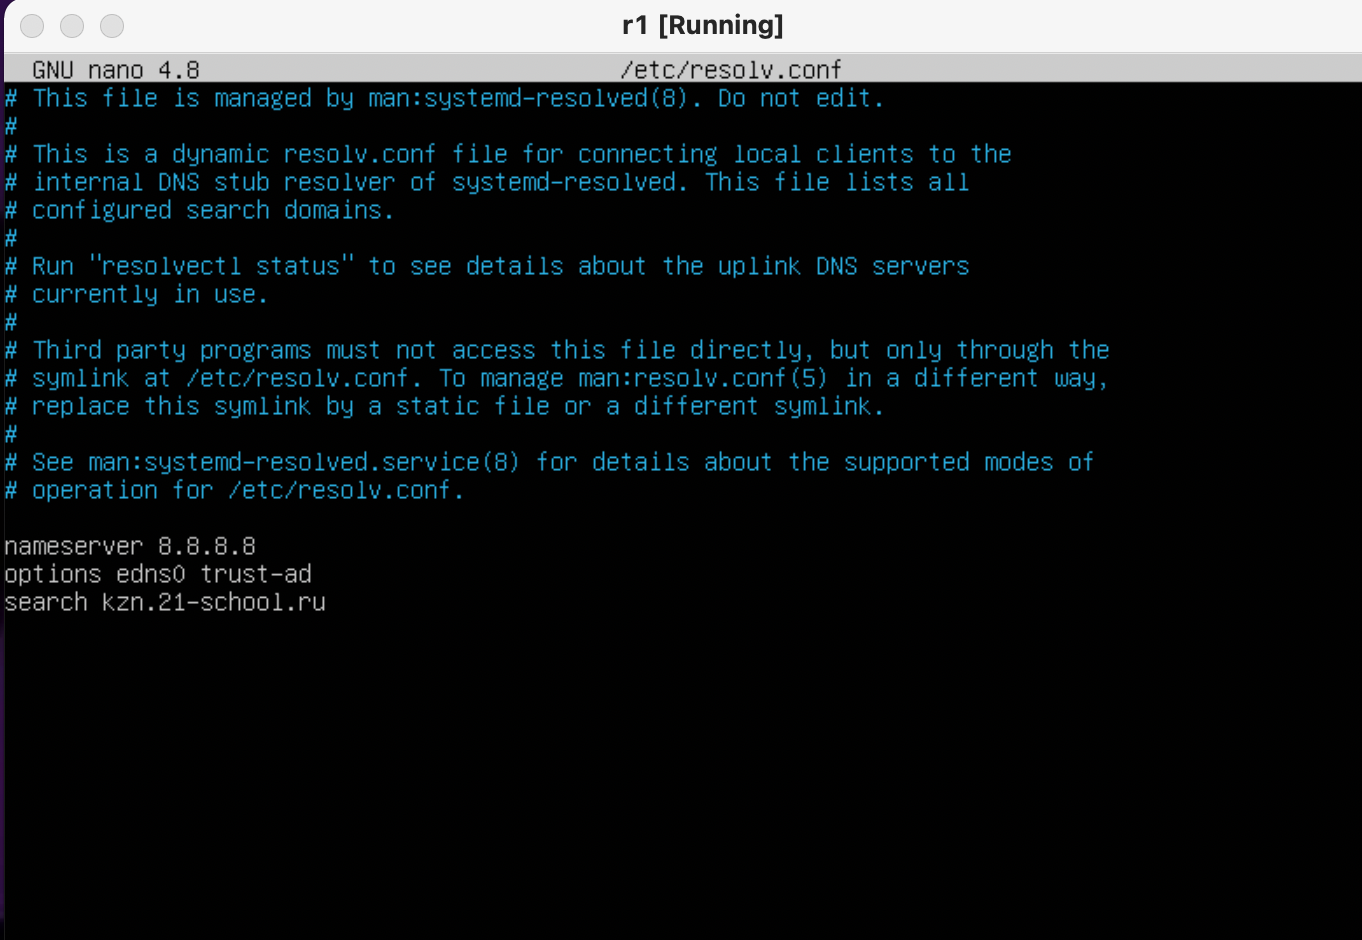 r1 [Running]
GNU nano 4.8 /etc/resolv.conf
# This file is managed by man:systemd-resolved(8). Do not edit.
#
# This is a dynamic resolv.conf file for connecting local clients to the
# internal DNS stub resolver of systemd-resolved. This file lists all
# configured search domains.
#
# Run "resolvectl status" to see details about the uplink DNS servers
# currently in use.
#
# Third party programs must not access this file directly, but only through the
# symlink at /etc/resolv.conf. To manage man:resolv.conf(5) in a different way,
# replace this symlink by a static file or a different symlink.
#
# See man:systemd-resolved.service(8) for details about the supported modes of
# operation for /etc/resolv.conf.
nameserver 8.8.8.8
options edns0 trust-ad
search kzn.21-school.ru